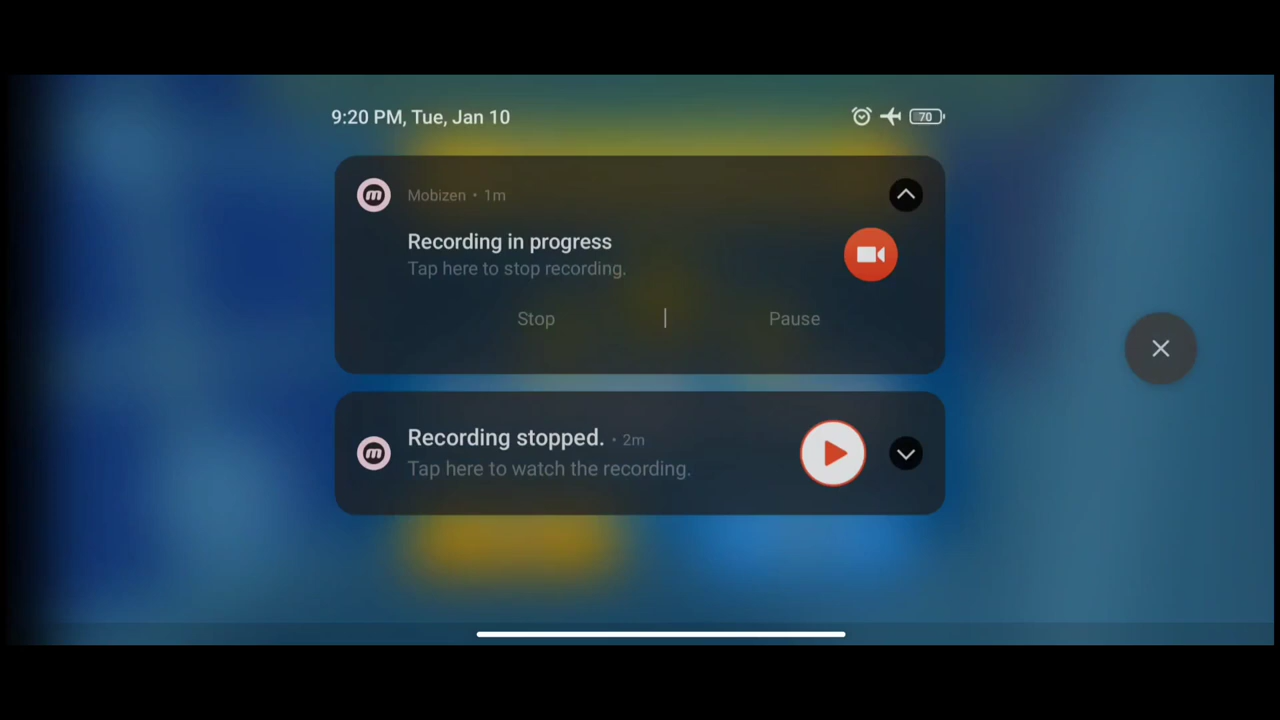 9:20 PM, Tue, Jan 10
70
Mobizen • 1m
Recording in progress
Tap here to stop recording.
Stop | Pause
Recording stopped. • 2m
Tap here to watch the recording.